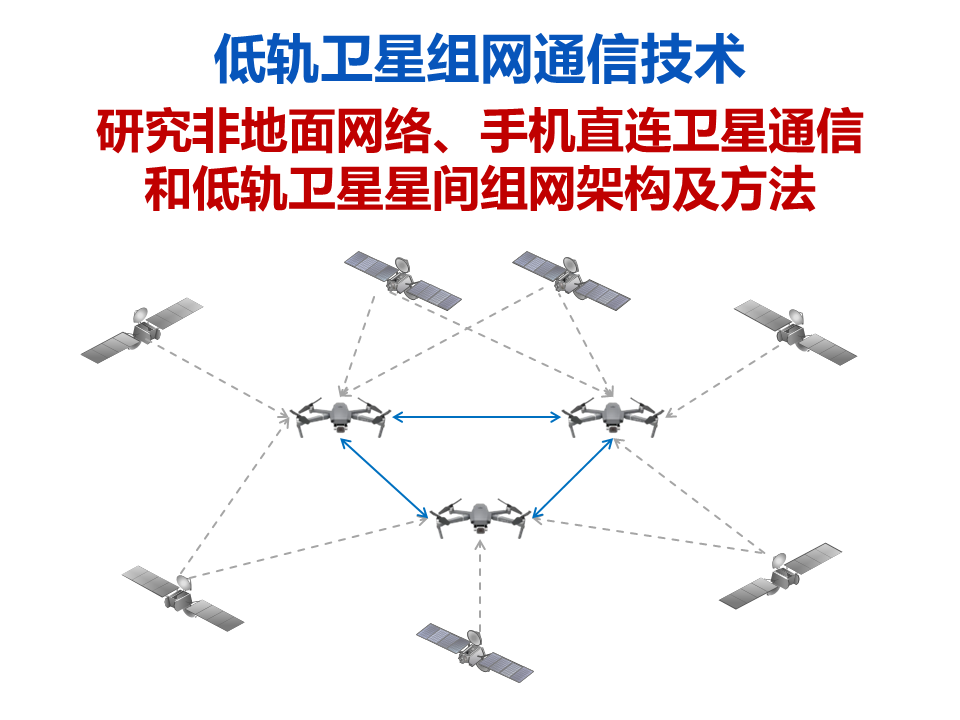 低轨卫星组网通信技术
研究非地面网络、手机直连卫星通信
和低轨卫星星间组网架构及方法